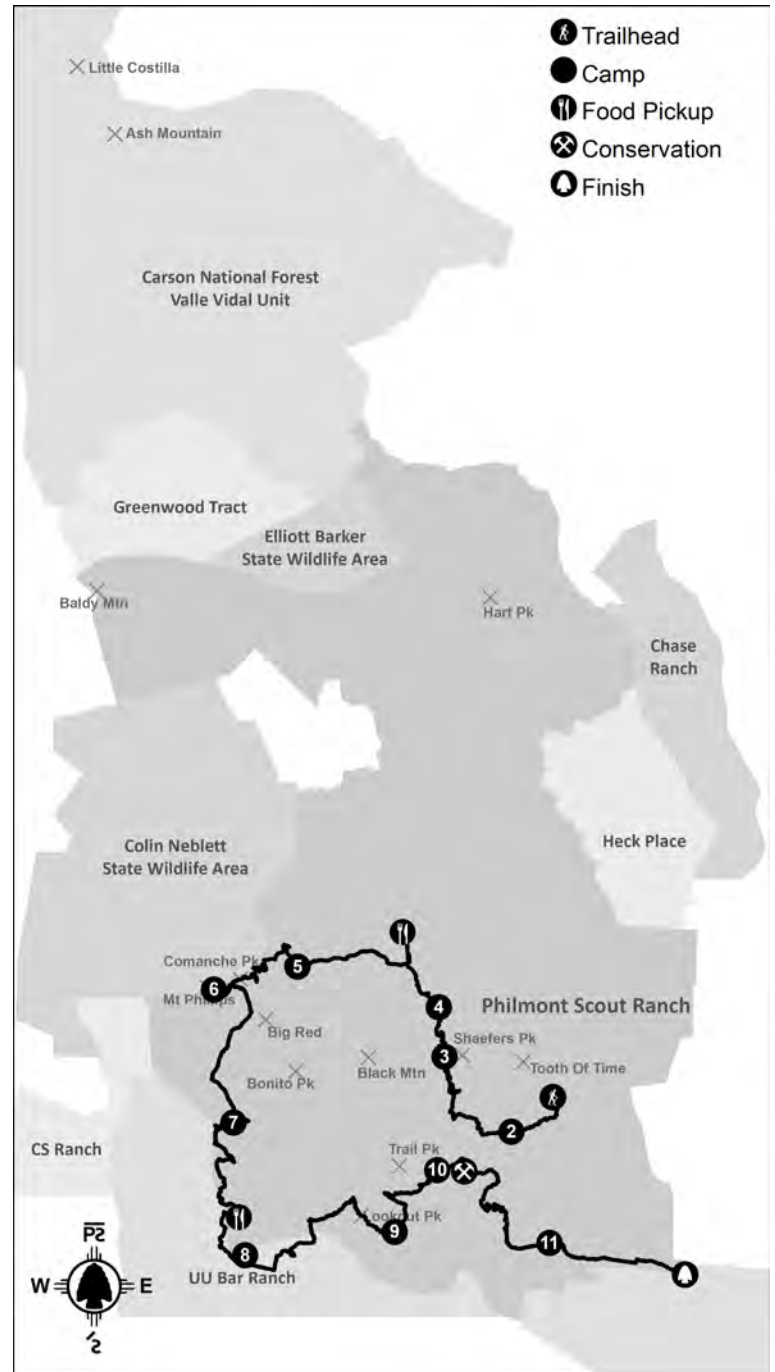 Trailhead
Camp
Food Pickup
Conservation
Finish
Little Costilla
Ash Mountain
Carson National Forest
Valle Vidal Unit
Greenwood Tract
Elliott Barker
State Wildlife Area
Baldy Mtn
Hart Pk
Chase
Ranch
Colin Neblett
State Wildlife Area
Heck Place
Comanche Pk
5
6
Mt Phillips
4
Philmont Scout Ranch
Big Red
Shaefers Pk
3
Black Mtn
Tooth Of Time
Bonito Pk
7
2
CS Ranch
Trail Pk
10
Lookout Pk
9
8
11
UU Bar Ranch
W
E